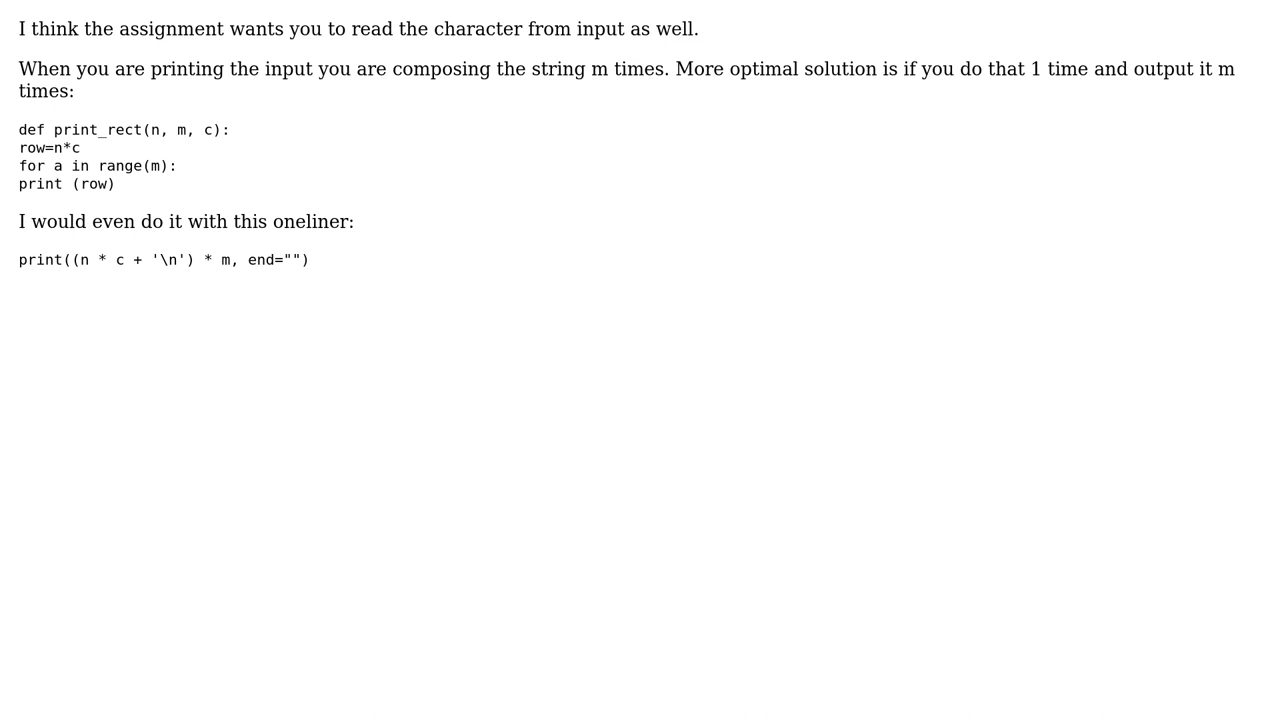 I think the assignment wants you to read the character from input as well.
When you are printing the input you are composing the string m times. More optimal solution is if you do that 1 time and output it m
times:
def print_rect(n, m, c):
row=n*c
for a in range(m):
print (row)
I would even do it with this oneliner:
print((n * c + '\n') * m, end="")